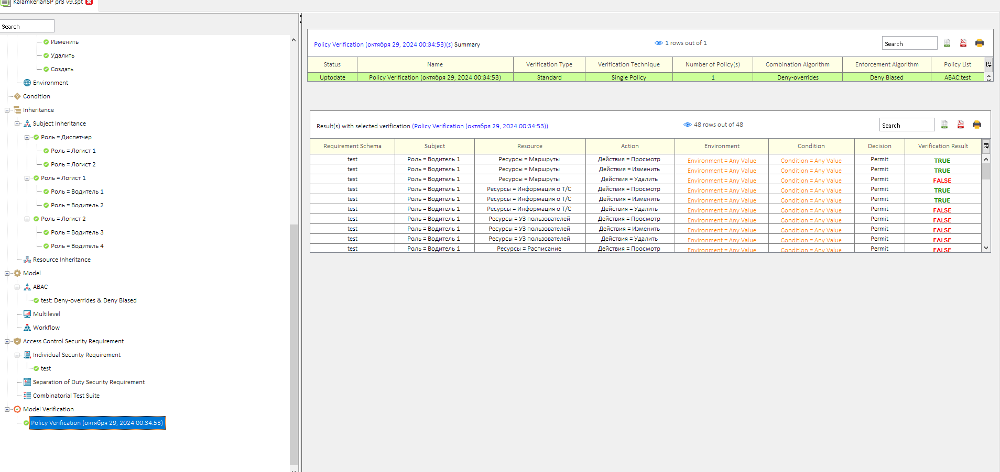 KalamkerianSP pr3 v9.spt
Search
Изменить
Удалить
Создать
Environment
Condition
Inheritance
Subject Inheritance
Роль = Диспетчер
Роль = Логист 1
Роль = Логист 2
Роль = Логист 1
Роль = Водитель 1
Роль = Водитель 2
Роль = Логист 2
Роль = Водитель 3
Роль = Водитель 4
Resource Inheritance
Model
ABAC
test: Deny-overrides & Deny Biased
Multilevel
Workflow
Access Control Security Requirement
Individual Security Requirement
test
Separation of Duty Security Requirement
Combinatorial Test Suite
Model Verification
Policy Verification (октября 29, 2024 00:34:53)
Policy Verification (октября 29, 2024 00:34:53)(s) Summary 1 rows out of 1 Search
Status Name Verification Type Verification Technique Number of Policy(s) Combination Algorithm Enforcement Algorithm Policy List
Uptodate Policy Verification (октября 29, 2024 00:34:53) Standard Single Policy 1 Deny-overrides Deny Biased ABAC:test
Result(s) with selected verification (Policy Verification (октября 29, 2024 00:34:53)) 48 rows out of 48 Search
Requirement Schema Subject Resource Action Environment Condition Decision Verification Result
test Роль = Водитель 1 Ресурсы = Маршруты Действия = Просмотр Environment = Any Value Condition = Any Value Permit TRUE
test Роль = Водитель 1 Ресурсы = Маршруты Действия = Изменить Environment = Any Value Condition = Any Value Permit TRUE
test Роль = Водитель 1 Ресурсы = Маршруты Действия = Удалить Environment = Any Value Condition = Any Value Permit FALSE
test Роль = Водитель 1 Ресурсы = Информация о Т/С Действия = Просмотр Environment = Any Value Condition = Any Value Permit TRUE
test Роль = Водитель 1 Ресурсы = Информация о Т/С Действия = Изменить Environment = Any Value Condition = Any Value Permit TRUE
test Роль = Водитель 1 Ресурсы = Информация о Т/С Действия = Удалить Environment = Any Value Condition = Any Value Permit FALSE
test Роль = Водитель 1 Ресурсы = УЗ пользователей Действия = Просмотр Environment = Any Value Condition = Any Value Permit FALSE
test Роль = Водитель 1 Ресурсы = УЗ пользователей Действия = Изменить Environment = Any Value Condition = Any Value Permit FALSE
test Роль = Водитель 1 Ресурсы = УЗ пользователей Действия = Удалить Environment = Any Value Condition = Any Value Permit FALSE
test Роль = Водитель 1 Ресурсы = Расписание Действия = Просмотр Environment = Any Value Condition = Any Value Permit FALSE